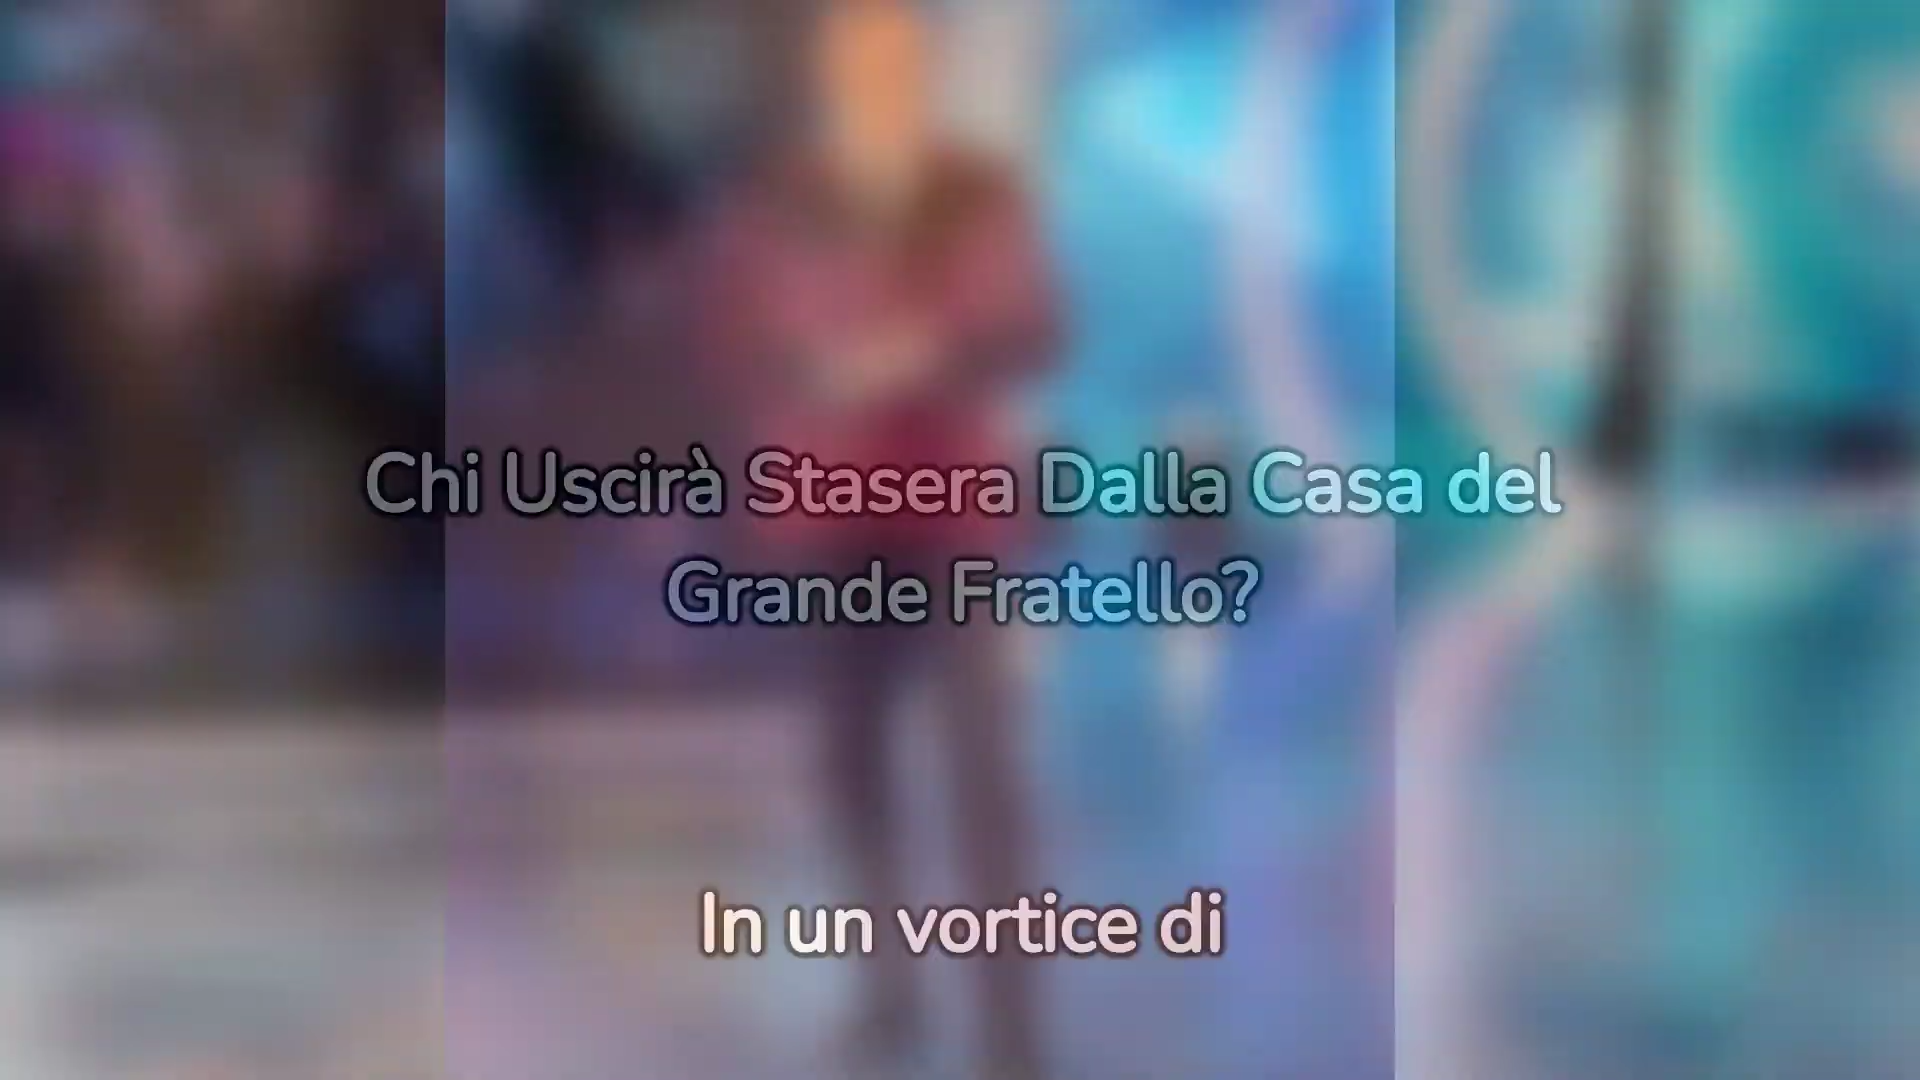 Chi Uscirà Stasera Dalla Casa del
Grande Fratello?
In un vortice di